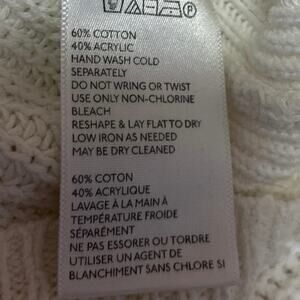 60% COTTON
40% ACRYLIC
HAND WASH COLD
SEPARATELY
DO NOT WRING OR TWIST
USE ONLY NON-CHLORINE
BLEACH
RESHAPE & LAY FLAT TO DRY
LOW IRON AS NEEDED
MAY BE DRY CLEANED
60% COTON
40% ACRYLIQUE
LAVAGE À LA MAIN À
TEMPÉRATURE FROIDE
SÉPARÉMENT
NE PAS ESSORER OU TORDRE
UTILISER UN AGENT DE
BLANCHIMENT SANS CHLORE SI